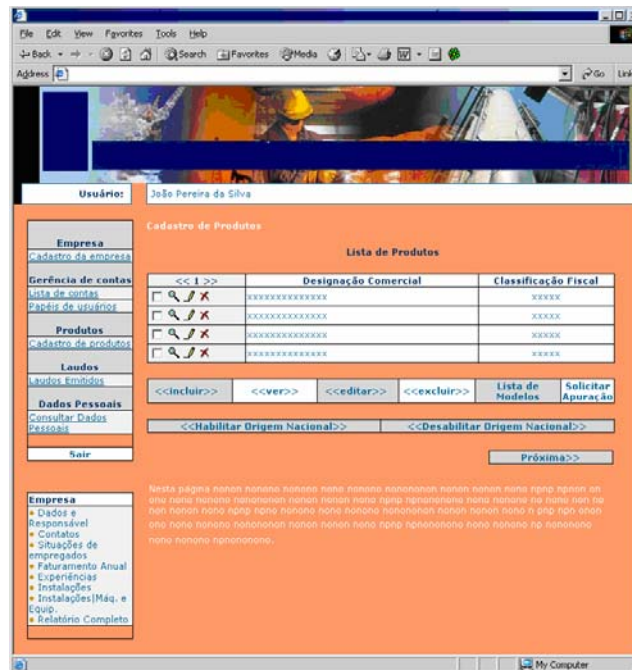 File Edit View Favorites Tools Help
Back Search Favorites Media
Address Go Link
Usuário: João Pereira da Silva
Cadastro de Produtos
Lista de Produtos
Empresa
Cadastro da empresa
Gerência de contas
Lista de contas
Papéis de usuários
Produtos
Cadastro de produtos
Laudos
Laudos Emitidos
Dados Pessoais
Consultar Dados
Pessoais
Sair
<< 1 >> Designação Comercial Classificação Fiscal
xxxxxxxxxxxxxx xxxxx
xxxxxxxxxxxxxx xxxxx
xxxxxxxxxxxxxx xxxxx
xxxxxxxxxxxxxx xxxxx
<<incluir>> <<ver>> <<editar>> <<excluir>> Lista de Modelos Solicitar Apuração
<<Habilitar Origem Nacional>> <<Desabilitar Origem Nacional>>
Próxima>>
Nesta página
Empresa
Dados e
Responsável
Contatos
Situações de
empregados
Faturamento Anual
Experiências
Instalações
Instalações|Máq. e
Equip.
Relatório Completo
My Computer